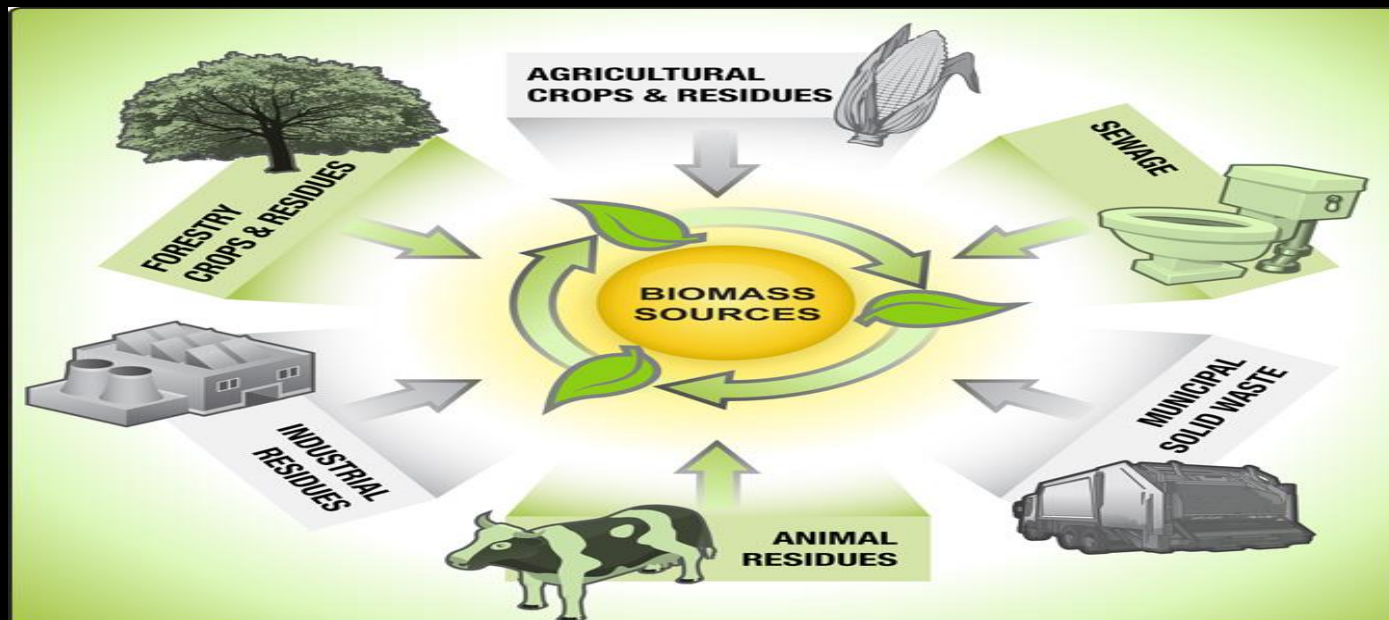 AGRICULTURAL
CROPS & RESIDUES
SEWAGE
FORESTRY
CROPS & RESIDUES
BIOMASS
SOURCES
MUNICIPAL
SOLID WASTE
INDUSTRIAL
RESIDUES
ANIMAL
RESIDUES